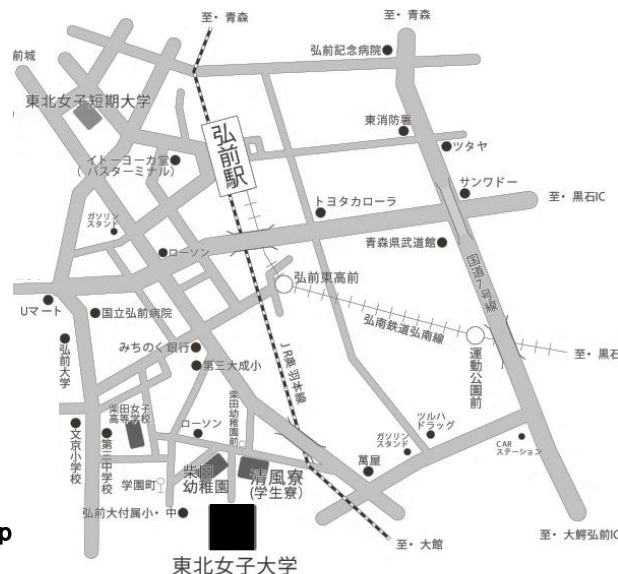 至・青森
至・青森
弘前記念病院
前城
東北女子短期大学
東消防署
ツタヤ
弘前駅
イトーヨーカ堂
(バスターミナル)
サンワドー
至・黒石IC
トヨタカローラ
ガソリン
スタンド
青森県武道館
ローソン
国道7号線
弘前東高前
Uマート
国立弘前病院
弘南鉄道弘南線
運動公園前
至・黒石
弘前大学
みちのく銀行
第三大成小
JR奥羽本線
柴田女子
高等学校
柴田幼稚園前
ツルハ
ドラッグ
ローソン
文京小学校
第三中学校
ガソリン
スタンド
CAR
ステーション
柴田
幼稚園
清風寮
(学生寮)
萬屋
学園町
弘前大付属小・中
p
至・大館
至・大鰐弘前IC
東北女子大学